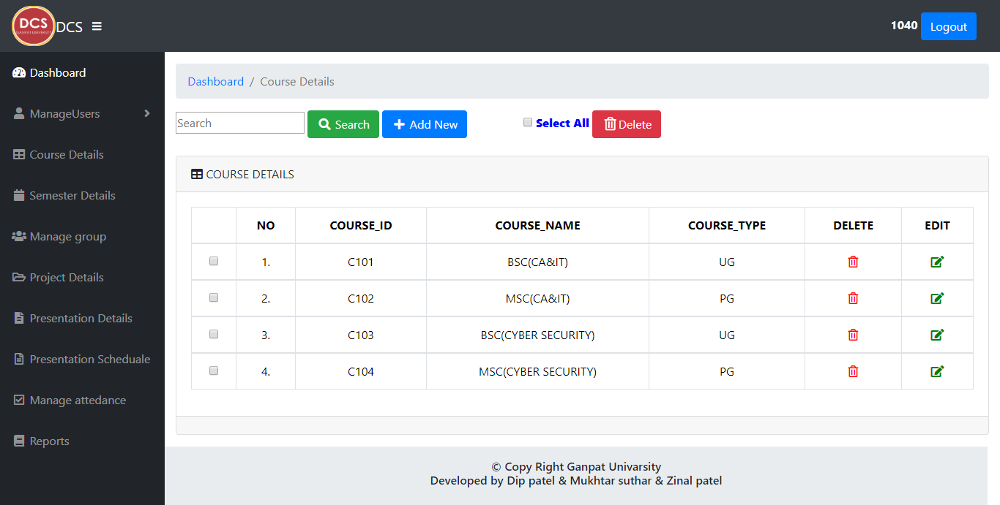 DCS
GANPAT UNIVERSITY
DCS
1040 Logout
Dashboard
ManageUsers
Course Details
Semester Details
Manage group
Project Details
Presentation Details
Presentation Scheduale
Manage attedance
Reports
Dashboard / Course Details
Search Search Add New Select All Delete
COURSE DETAILS
NO COURSE_ID COURSE_NAME COURSE_TYPE DELETE EDIT
1. C101 BSC(CA&IT) UG
2. C102 MSC(CA&IT) PG
3. C103 BSC(CYBER SECURITY) UG
4. C104 MSC(CYBER SECURITY) PG
© Copy Right Ganpat Univarsity
Developed by Dip patel & Mukhtar suthar & Zinal patel